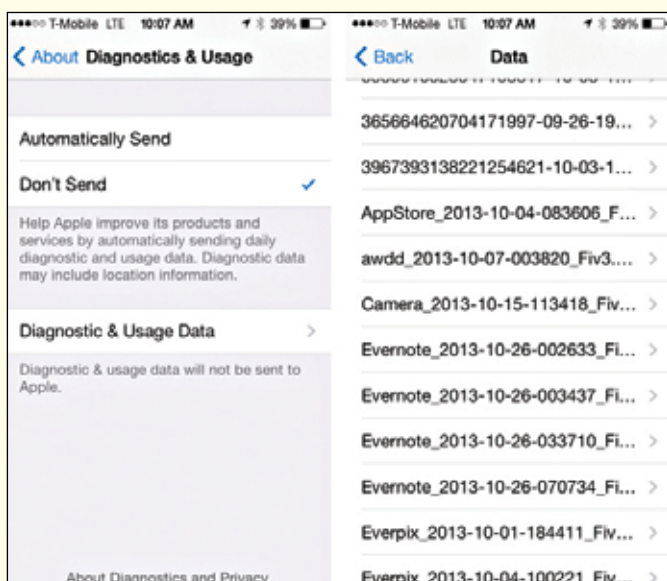 T-Mobile LTE 10:07 AM 39%
About Diagnostics & Usage
Automatically Send
Don't Send
Help Apple improve its products and
services by automatically sending daily
diagnostic and usage data. Diagnostic data
may include location information.
Diagnostic & Usage Data
Diagnostic & usage data will not be sent to
Apple.
About Diagnostics and Privacy
T-Mobile LTE 10:07 AM 39%
Back Data
365664620704171997-09-26-19...
3967393138221254621-10-03-1...
AppStore_2013-10-04-083606_F...
awdd_2013-10-07-003820_Fiv3....
Camera_2013-10-15-113418_Fiv...
Evernote_2013-10-26-002633_Fi...
Evernote_2013-10-26-003437_Fi...
Evernote_2013-10-26-033710_Fi...
Evernote_2013-10-26-070734_Fi...
Everpix_2013-10-01-184411_Fiv...
Everpix_2013-10-04-100221_Fiv...